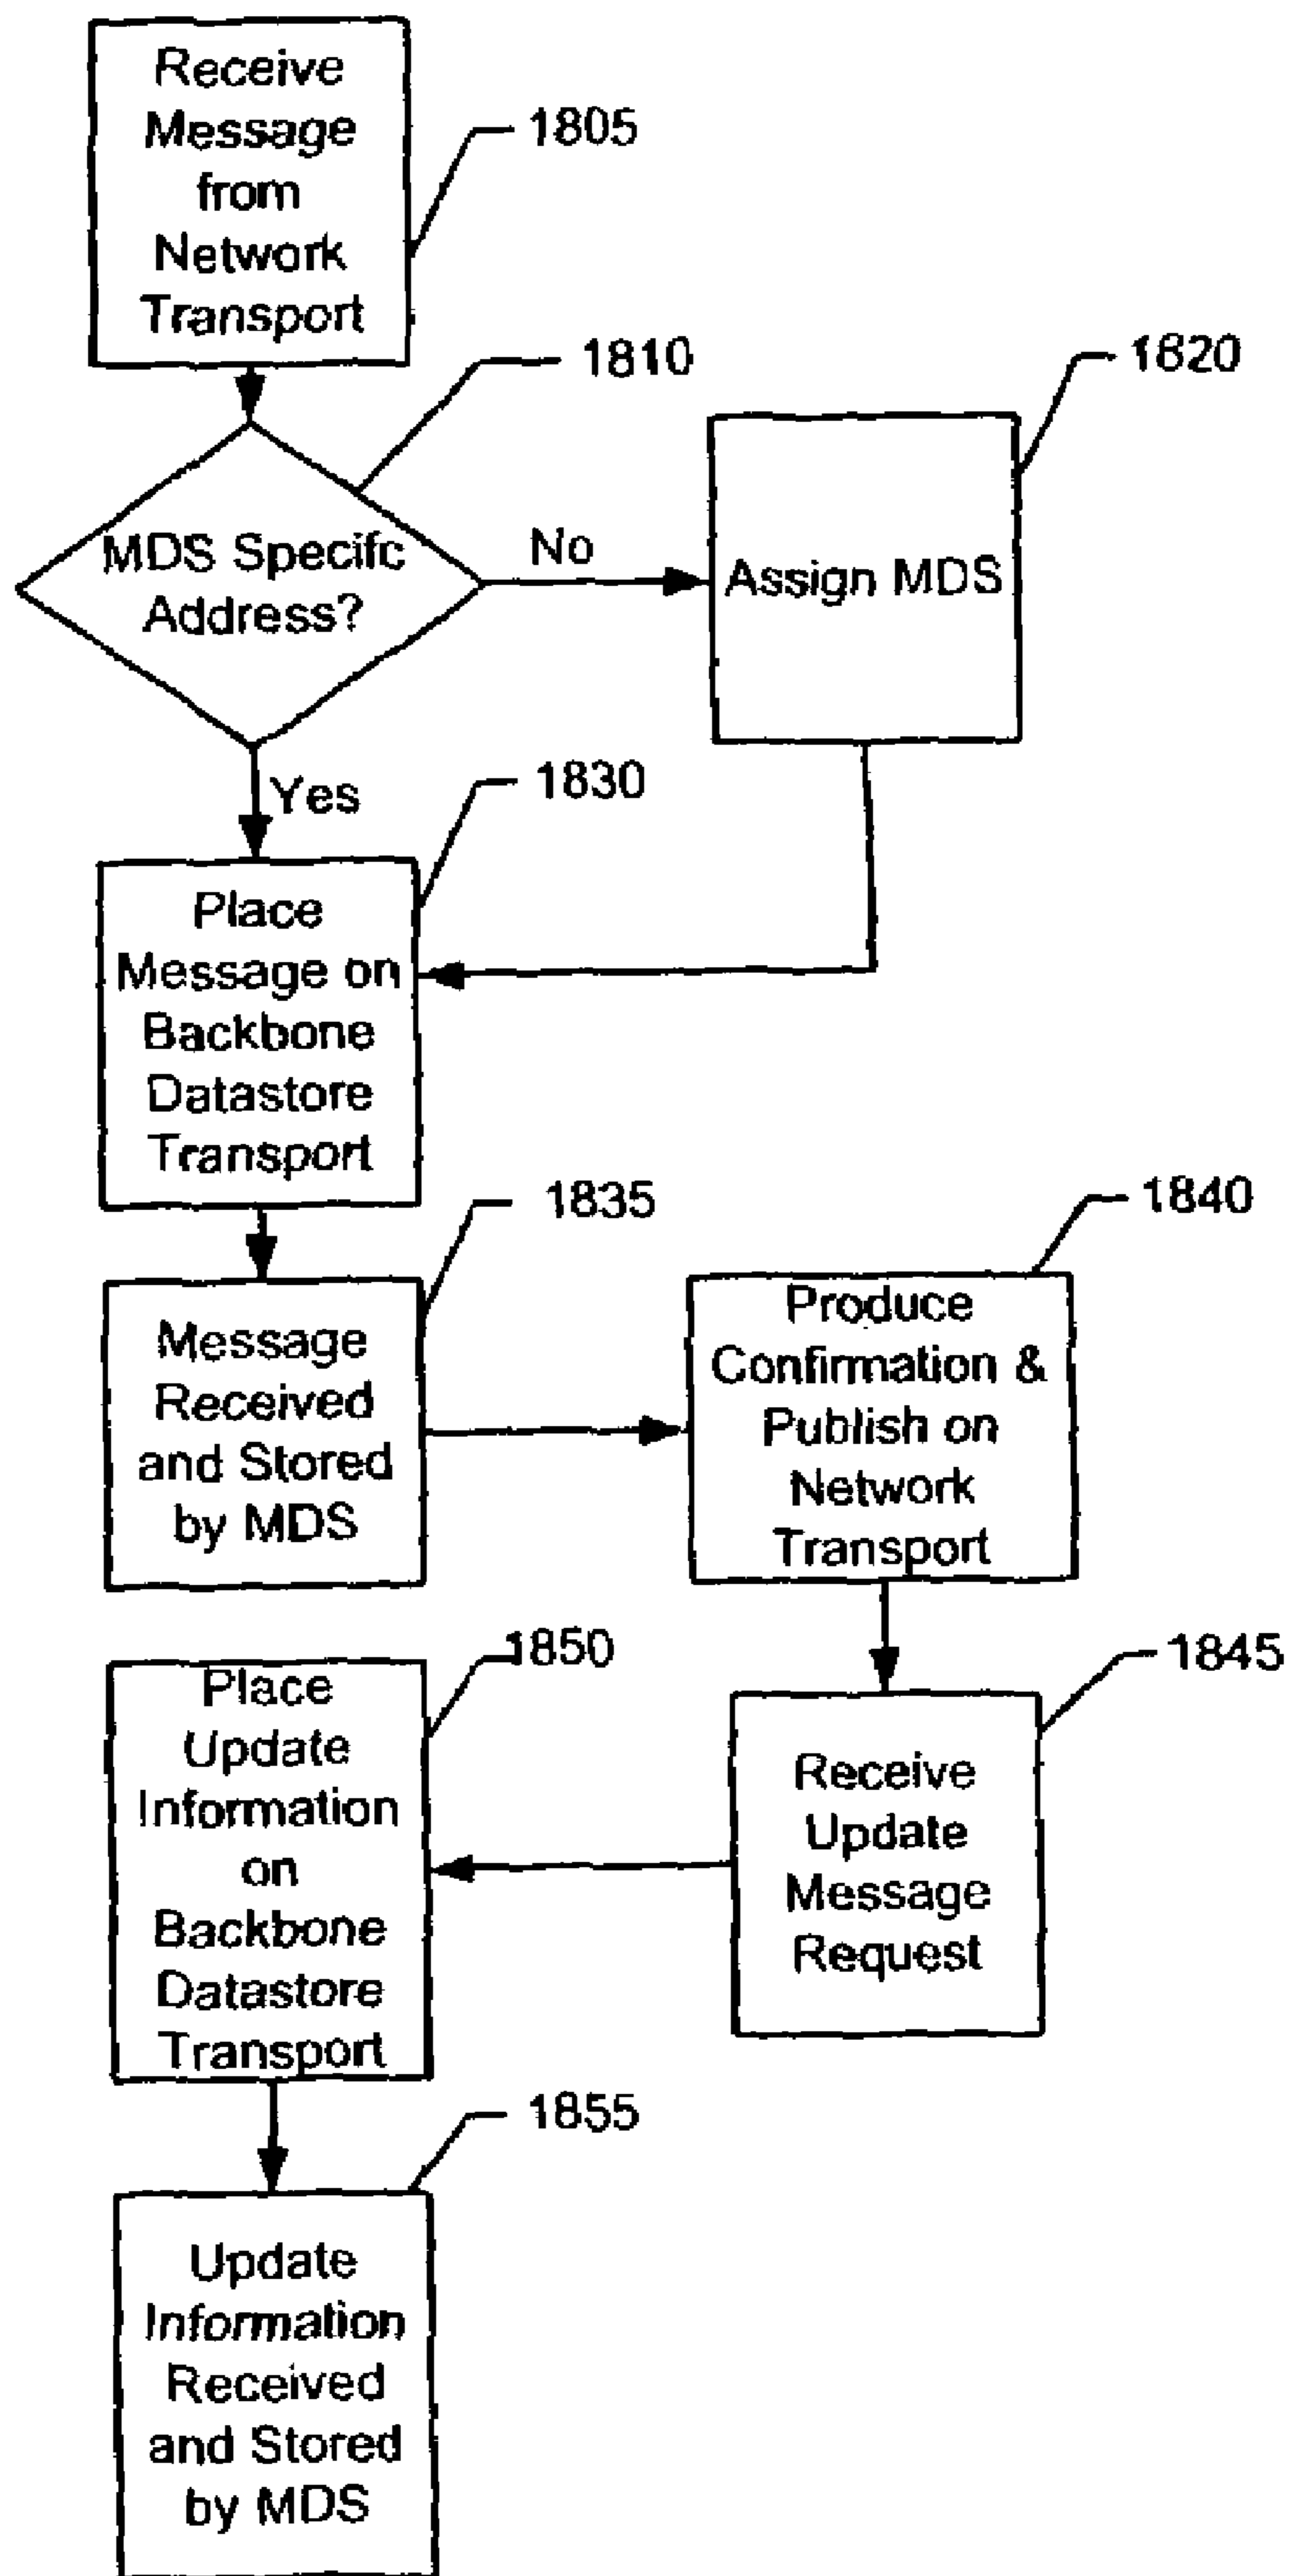 Receive
Message
from
Network
Transport
1805
1810
MDS Specifc
Address?
No
1820
Assign MDS
Yes
1830
Place
Message on
Backbone
Datastore
Transport
1835
Message
Received
and Stored
by MDS
1840
Produce
Confirmation &
Publish on
Network
Transport
1845
Receive
Update
Message
Request
1850
Place
Update
Information
on
Backbone
Datastore
Transport
1855
Update
Information
Received
and Stored
by MDS